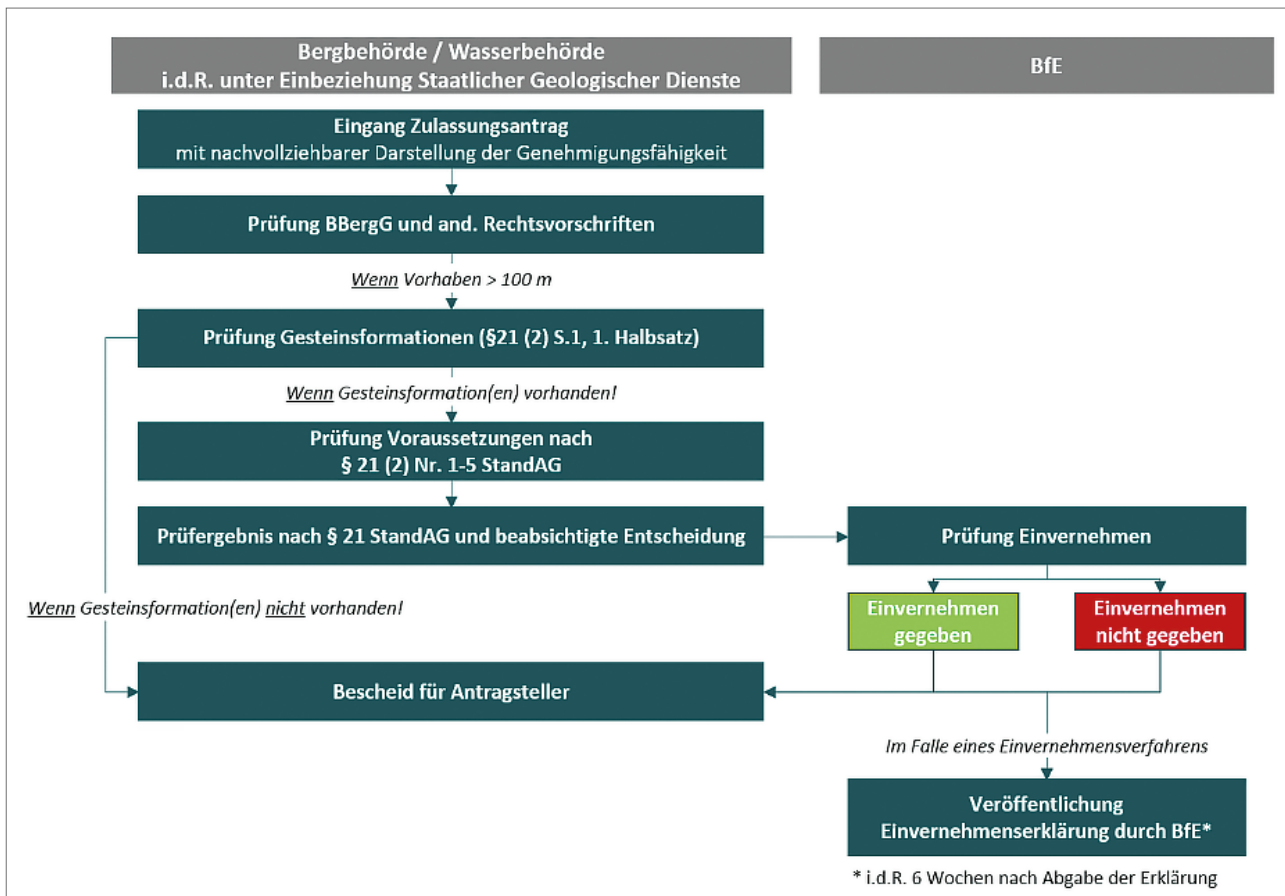 Bergbehörde / Wasserbehörde
i.d.R. unter Einbeziehung Staatlicher Geologischer Dienste
BfE
Eingang Zulassungsantrag
mit nachvollziehbarer Darstellung der Genehmigungsfähigkeit
Prüfung BBergG und and. Rechtsvorschriften
Wenn Vorhaben > 100 m
Prüfung Gesteinsformationen (§21 (2) S.1, 1. Halbsatz)
Wenn Gesteinsformation(en) vorhanden!
Prüfung Voraussetzungen nach
§ 21 (2) Nr. 1-5 StandAG
Prüfergebnis nach § 21 StandAG und beabsichtigte Entscheidung
Prüfung Einvernehmen
Wenn Gesteinsformation(en) nicht vorhanden!
Einvernehmen
gegeben
Einvernehmen
nicht gegeben
Bescheid für Antragsteller
Im Falle eines Einvernehmensverfahrens
Veröffentlichung
Einvernehmenserklärung durch BfE*
* i.d.R. 6 Wochen nach Abgabe der Erklärung